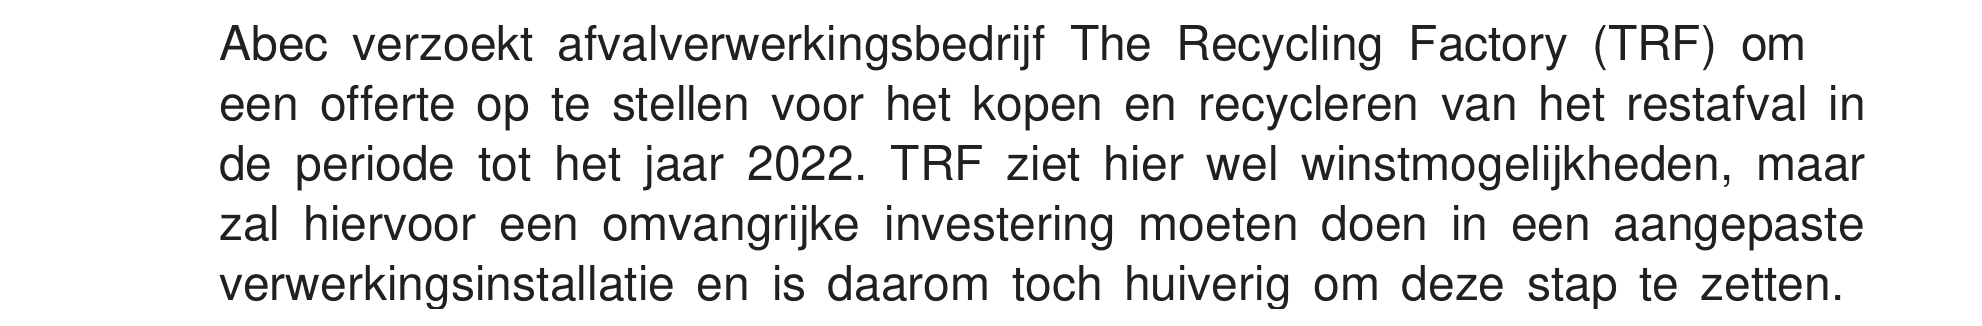 Abec verzoekt afvalverwerkingsbedrijf The Recycling Factory (TRF) om
een offerte op te stellen voor het kopen en recycleren van het restafval in
de periode tot het jaar 2022. TRF ziet hier wel winstmogelijkheden, maar
zal hiervoor een omvangrijke investering moeten doen in een aangepaste
verwerkingsinstallatie en is daarom toch huiverig om deze stap te zetten.